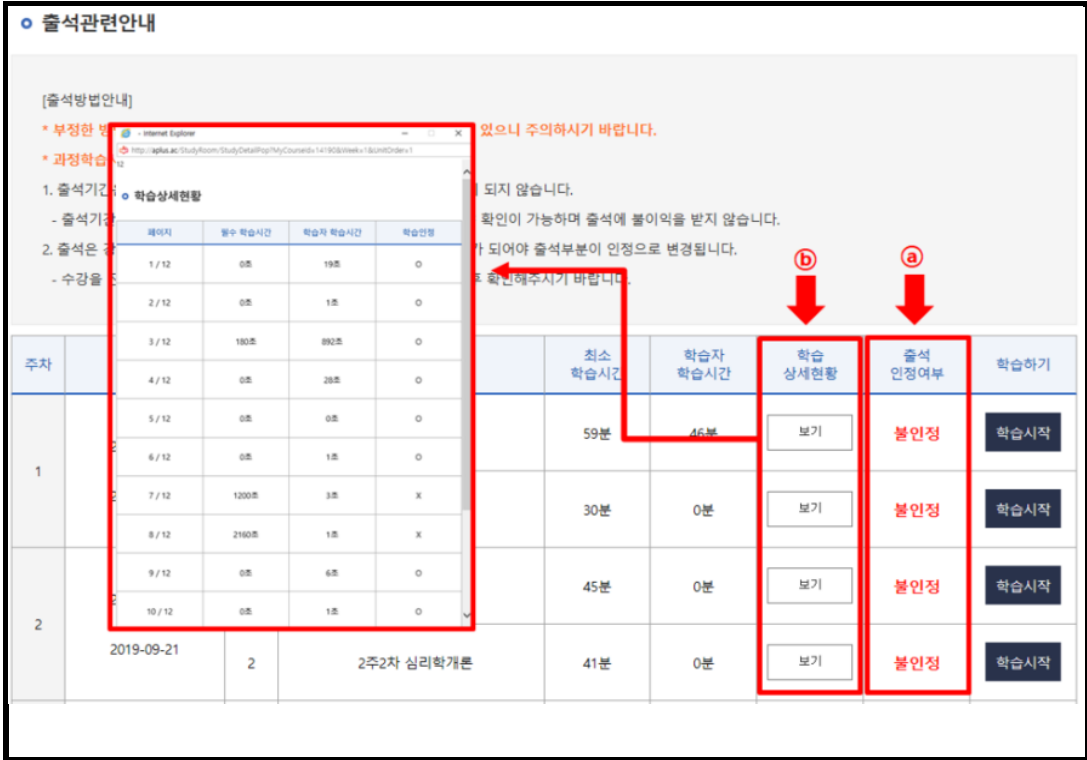 출석관련안내
[출석방법안내]
* 부정한 방 있으니 주의하시기 바랍니다.
* 과정학습
1. 출석기간 되지 않습니다.
- 출석기간 확인이 가능하며 출석에 불이익을 받지 않습니다.
2. 출석은 강 가 되어야 출석부분이 인정으로 변경됩니다.
- 수강을 후 확인해주시기 바랍니다.
- Internet Explorer
http://aplus.ac/StudyRoom/StudyDetailPop?MyCourseId=14190&Week=1&UnitOrder=1
12
학습상세현황
페이지 필수 학습시간 학습자 학습시간 학습인정
1 / 12 0초 19초 O
2 / 12 0초 1초 O
3 / 12 180초 892초 O
4 / 12 0초 28초 O
5 / 12 0초 0초 O
6 / 12 0초 1초 O
7 / 12 1200초 3초 X
8 / 12 2160초 1초 X
9 / 12 0초 6초 O
10 / 12 0초 1초 O
ⓑ ⓐ
주차 최소 학습시간 학습자 학습시간 학습 상세현황 출석 인정여부 학습하기
1
59분 46분 보기 불인정 학습시작
30분 0분 보기 불인정 학습시작
2
45분 0분 보기 불인정 학습시작
2019-09-21 2 2주2차 심리학개론 41분 0분 보기 불인정 학습시작